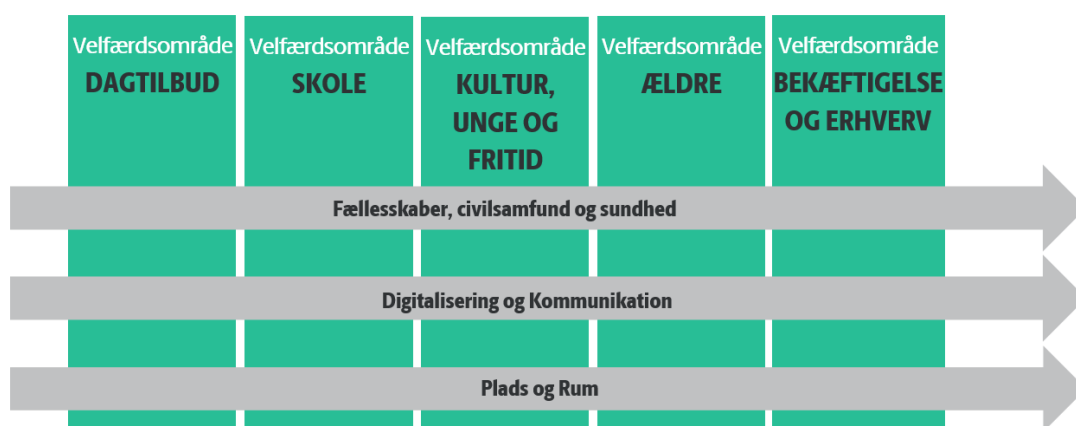 Velfærdsområde
DAGTILBUD
Velfærdsområde
SKOLE
Velfærdsområde
KULTUR,
UNGE OG
FRITID
Velfærdsområde
ÆLDRE
Velfærdsområde
BEKÆFTIGELSE
OG ERHVERV
Fællesskaber, civilsamfund og sundhed
Digitalisering og Kommunikation
Plads og Rum